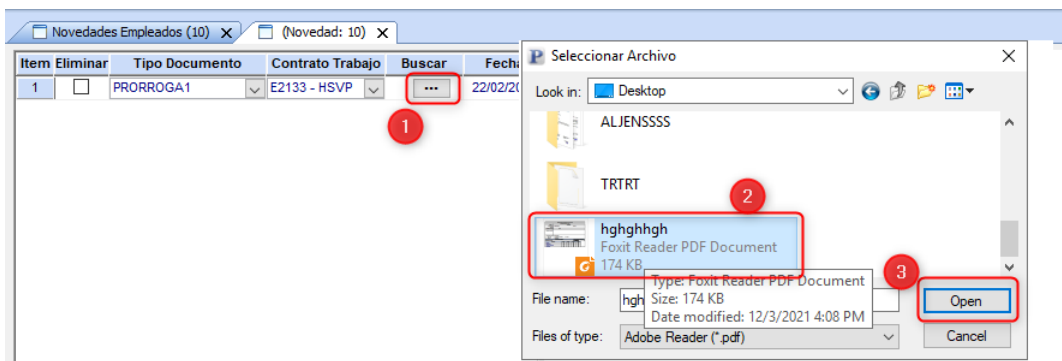 Novedades Empleados (10) X (Novedad: 10) X
Item Eliminar Tipo Documento Contrato Trabajo Buscar
1 PRORROGA1 E2133 - HSVP ... 22/02/20
1
Seleccionar Archivo
Look in: Desktop
ALJENSSSS
TRTRT
2
hghghhgh
Foxit Reader PDF Document
174 KB
Type: Foxit Reader PDF Document
Size: 174 KB
Date modified: 12/3/2021 4:08 PM
3
File name: Open
Files of type: Adobe Reader (*.pdf) Cancel